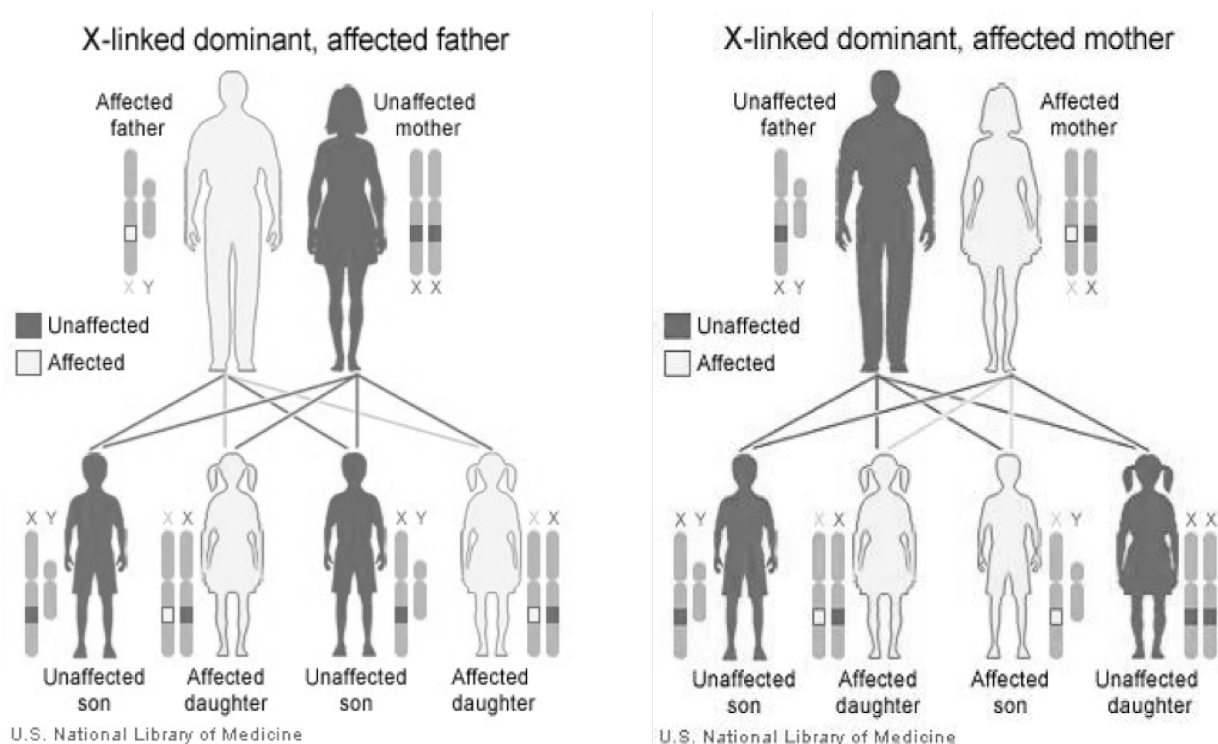 X-linked dominant, affected father
Affected
father
Unaffected
mother
X Y
X X
Unaffected
Affected
X Y
X X
X Y
X X
Unaffected
son
Affected
daughter
Unaffected
son
Affected
daughter
U.S. National Library of Medicine
X-linked dominant, affected mother
Unaffected
father
Affected
mother
X Y
X X
Unaffected
Affected
X Y
X X
X Y
X X
Unaffected
son
Affected
daughter
Affected
son
Unaffected
daughter
U.S. National Library of Medicine